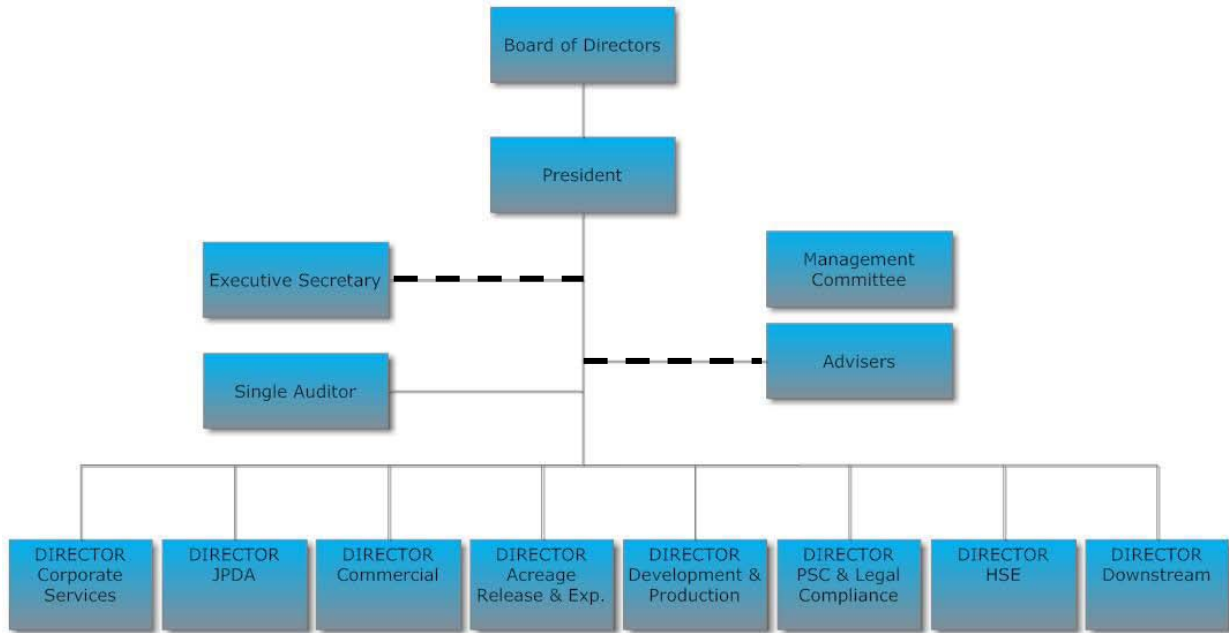 Board of Directors
President
Executive Secretary
Management
Committee
Advisers
Single Auditor
DIRECTOR
Corporate
Services
DIRECTOR
JPDA
DIRECTOR
Commercial
DIRECTOR
Acreage
Release & Exp.
DIRECTOR
Development &
Production
DIRECTOR
PSC & Legal
Compliance
DIRECTOR
HSE
DIRECTOR
Downstream